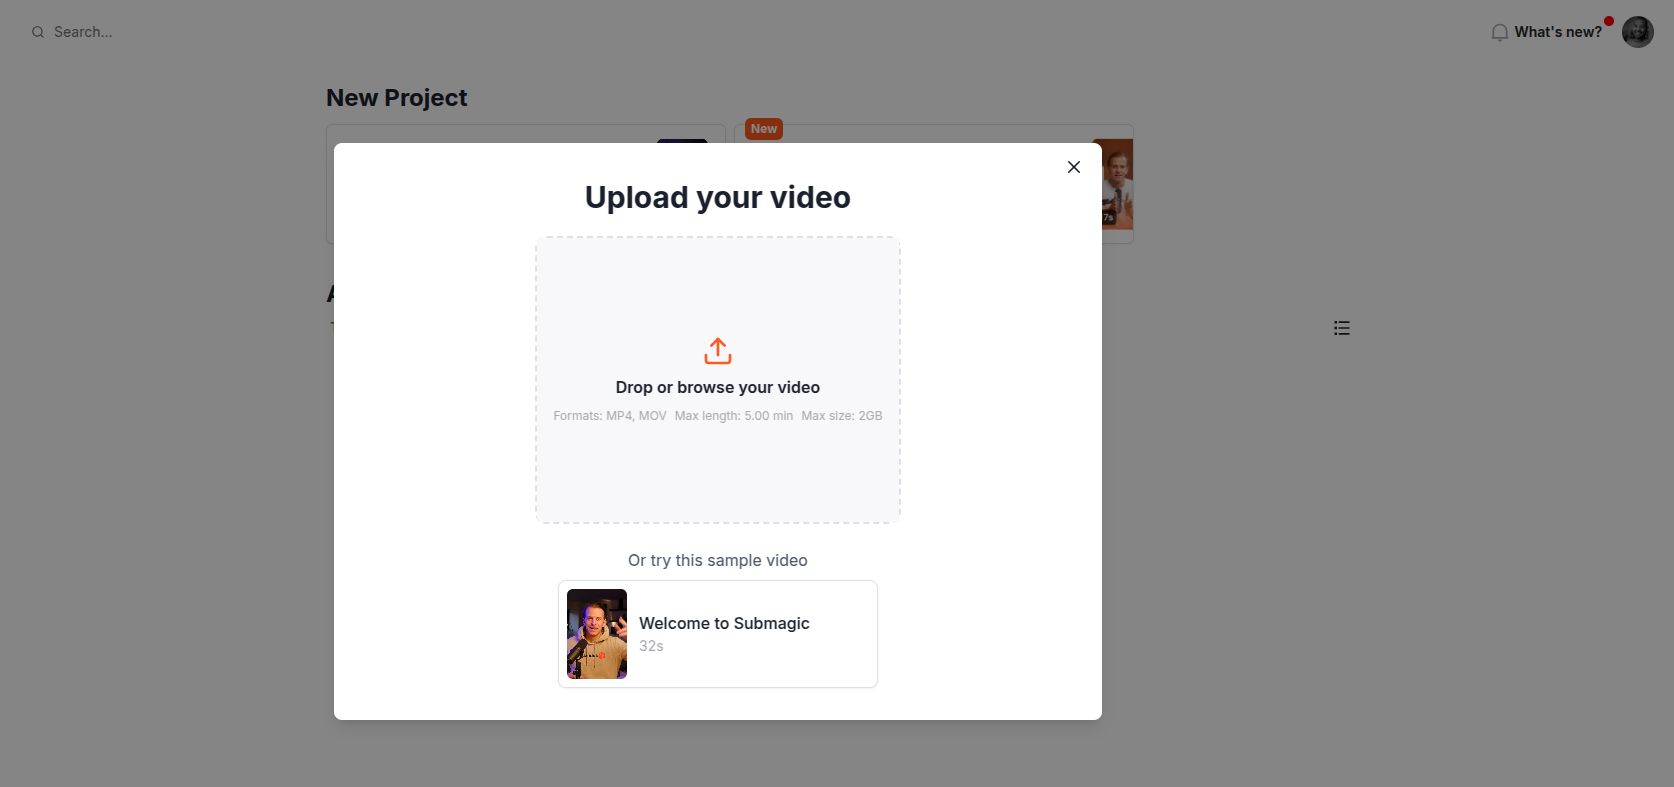 Search...
What's new?
New Project
New
7s
Upload your video
Drop or browse your video
Formats: MP4, MOV Max length: 5.00 min Max size: 2GB
Or try this sample video
Welcome to Submagic
32s